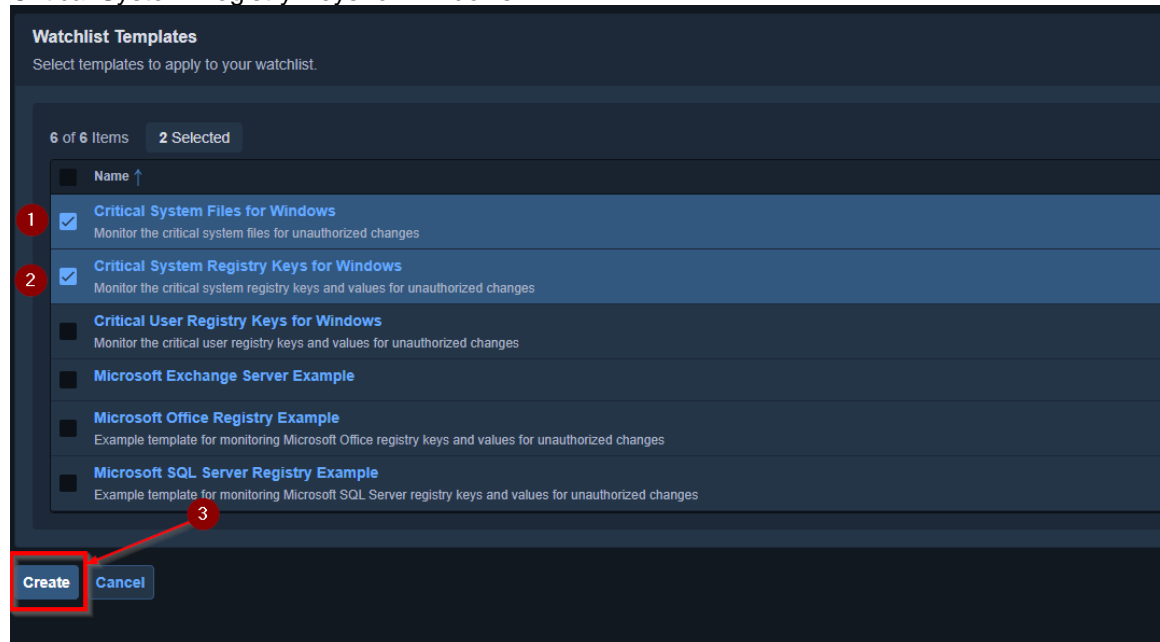 Watchlist Templates
Select templates to apply to your watchlist.
6 of 6 Items 2 Selected
Name ↑
1
Critical System Files for Windows
Monitor the critical system files for unauthorized changes
2
Critical System Registry Keys for Windows
Monitor the critical system registry keys and values for unauthorized changes
Critical User Registry Keys for Windows
Monitor the critical user registry keys and values for unauthorized changes
Microsoft Exchange Server Example
Microsoft Office Registry Example
Example template for monitoring Microsoft Office registry keys and values for unauthorized changes
Microsoft SQL Server Registry Example
Example template for monitoring Microsoft SQL Server registry keys and values for unauthorized changes
3
Create Cancel